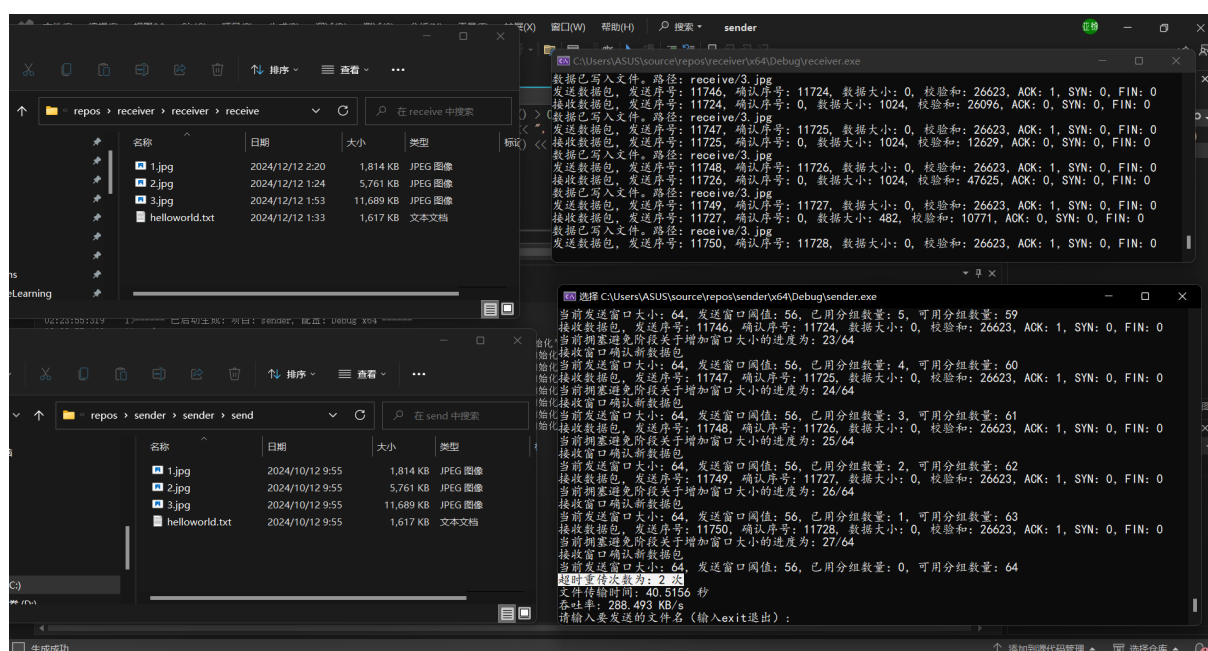 窗口(W) 帮助(H) 搜索 sender 亚静
排序 查看 ...
repos › receiver › receiver › receive
在 receive 中搜索
名称 日期 大小 类型
1.jpg 2024/12/12 2:20 1,814 KB JPEG 图像
2.jpg 2024/12/12 1:24 5,761 KB JPEG 图像
3.jpg 2024/12/12 1:53 11,689 KB JPEG 图像
helloworld.txt 2024/12/12 1:33 1,617 KB 文本文档
eLearning
C:\Users\ASUS\source\repos\receiver\x64\Debug\receiver.exe
数据已写入文件。路径: receive/3.jpg
发送数据包, 发送序号: 11746, 确认序号: 11724, 数据大小: 0, 校验和: 26623, ACK: 1, SYN: 0, FIN: 0
接收数据包, 发送序号: 11724, 确认序号: 0, 数据大小: 1024, 校验和: 26096, ACK: 0, SYN: 0, FIN: 0
数据已写入文件。路径: receive/3.jpg
发送数据包, 发送序号: 11747, 确认序号: 11725, 数据大小: 0, 校验和: 26623, ACK: 1, SYN: 0, FIN: 0
接收数据包, 发送序号: 11725, 确认序号: 0, 数据大小: 1024, 校验和: 12629, ACK: 0, SYN: 0, FIN: 0
数据已写入文件。路径: receive/3.jpg
发送数据包, 发送序号: 11748, 确认序号: 11726, 数据大小: 0, 校验和: 26623, ACK: 1, SYN: 0, FIN: 0
接收数据包, 发送序号: 11726, 确认序号: 0, 数据大小: 1024, 校验和: 47625, ACK: 0, SYN: 0, FIN: 0
数据已写入文件。路径: receive/3.jpg
发送数据包, 发送序号: 11749, 确认序号: 11727, 数据大小: 0, 校验和: 26623, ACK: 1, SYN: 0, FIN: 0
接收数据包, 发送序号: 11727, 确认序号: 0, 数据大小: 482, 校验和: 10771, ACK: 0, SYN: 0, FIN: 0
数据已写入文件。路径: receive/3.jpg
发送数据包, 发送序号: 11750, 确认序号: 11728, 数据大小: 0, 校验和: 26623, ACK: 1, SYN: 0, FIN: 0
已启动生成: 项目: sender, 配置: Debug x64
排序 查看 ...
repos › sender › sender › send
在 send 中搜索
名称 日期 大小 类型
1.jpg 2024/10/12 9:55 1,814 KB JPEG 图像
2.jpg 2024/10/12 9:55 5,761 KB JPEG 图像
3.jpg 2024/10/12 9:55 11,689 KB JPEG 图像
helloworld.txt 2024/10/12 9:55 1,617 KB 文本文档
C:)
选择 C:\Users\ASUS\source\repos\sender\x64\Debug\sender.exe
当前发送窗口大小: 64, 发送窗口阈值: 56, 已用分组数量: 5, 可用分组数量: 59
接收数据包, 发送序号: 11746, 确认序号: 11724, 数据大小: 0, 校验和: 26623, ACK: 1, SYN: 0, FIN: 0
当前拥塞避免阶段关于增加窗口大小的进度为: 23/64
接收窗口确认新数据包
当前发送窗口大小: 64, 发送窗口阈值: 56, 已用分组数量: 4, 可用分组数量: 60
接收数据包, 发送序号: 11747, 确认序号: 11725, 数据大小: 0, 校验和: 26623, ACK: 1, SYN: 0, FIN: 0
当前拥塞避免阶段关于增加窗口大小的进度为: 24/64
接收窗口确认新数据包
当前发送窗口大小: 64, 发送窗口阈值: 56, 已用分组数量: 3, 可用分组数量: 61
接收数据包, 发送序号: 11748, 确认序号: 11726, 数据大小: 0, 校验和: 26623, ACK: 1, SYN: 0, FIN: 0
当前拥塞避免阶段关于增加窗口大小的进度为: 25/64
接收窗口确认新数据包
当前发送窗口大小: 64, 发送窗口阈值: 56, 已用分组数量: 2, 可用分组数量: 62
接收数据包, 发送序号: 11749, 确认序号: 11727, 数据大小: 0, 校验和: 26623, ACK: 1, SYN: 0, FIN: 0
当前拥塞避免阶段关于增加窗口大小的进度为: 26/64
接收窗口确认新数据包
当前发送窗口大小: 64, 发送窗口阈值: 56, 已用分组数量: 1, 可用分组数量: 63
接收数据包, 发送序号: 11750, 确认序号: 11728, 数据大小: 0, 校验和: 26623, ACK: 1, SYN: 0, FIN: 0
当前拥塞避免阶段关于增加窗口大小的进度为: 27/64
接收窗口确认新数据包
当前发送窗口大小: 64, 发送窗口阈值: 56, 已用分组数量: 0, 可用分组数量: 64
超时重传次数为: 2 次
文件传输时间: 40.5156 秒
吞吐率: 288.493 KB/s
请输入要发送的文件名 (输入exit退出) :
生成成功
添加到源代码管理 选择仓库